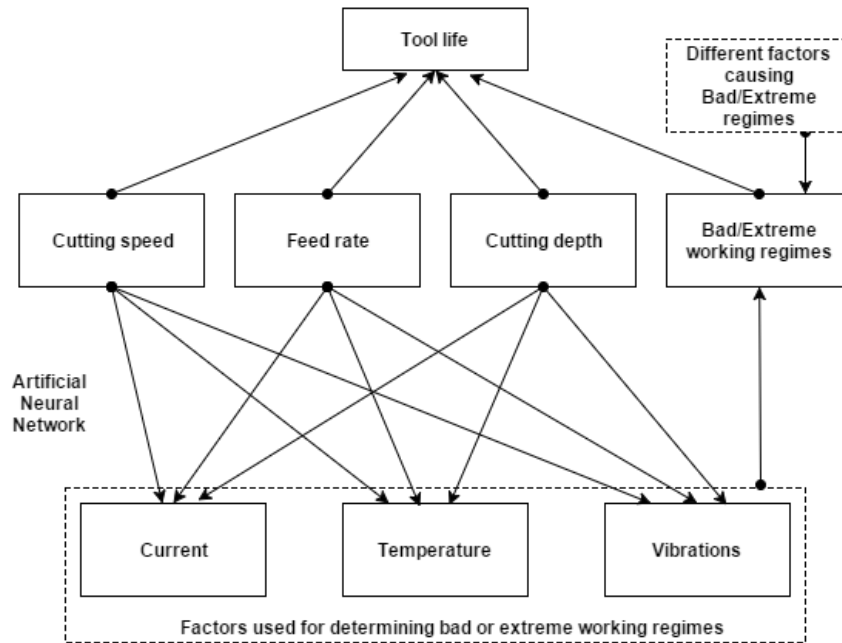 Tool life
Different factors
causing
Bad/Extreme
regimes
Cutting speed
Feed rate
Cutting depth
Bad/Extreme
working regimes
Artificial
Neural
Network
Current
Temperature
Vibrations
Factors used for determining bad or extreme working regimes